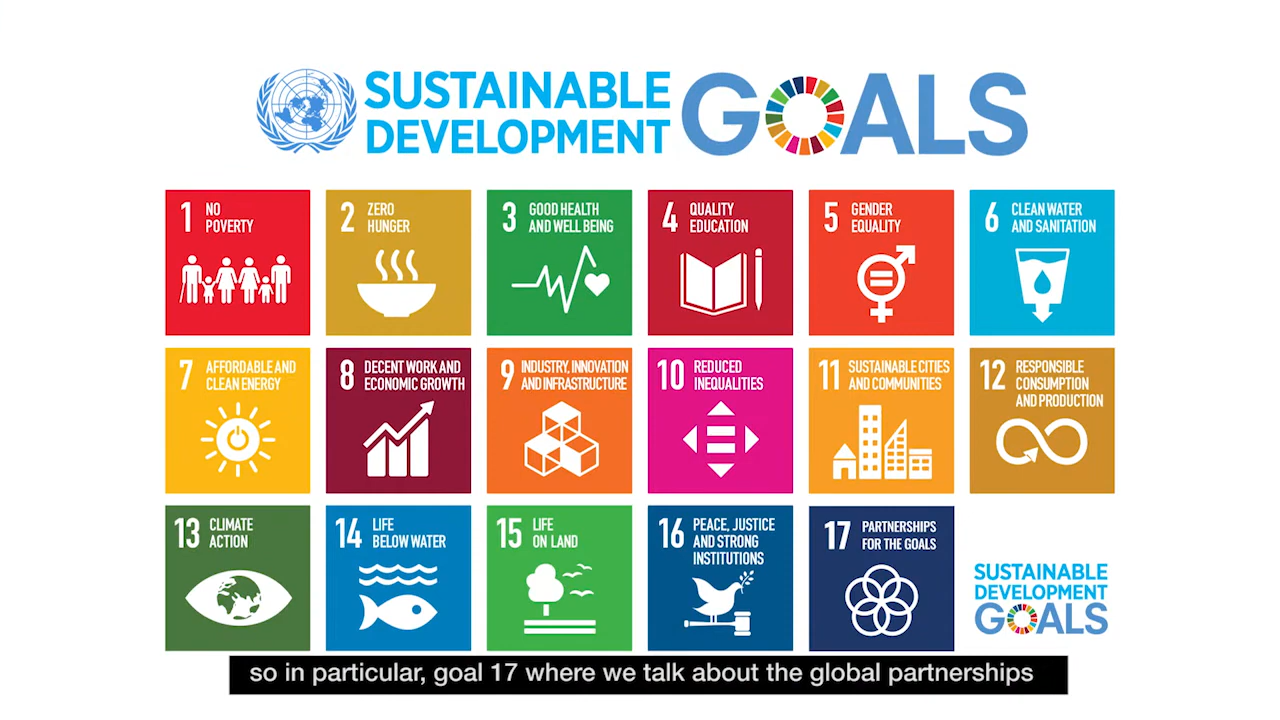 SUSTAINABLE
DEVELOPMENT
GOALS
1 NO
POVERTY
2 ZERO
HUNGER
3 GOOD HEALTH
AND WELL BEING
4 QUALITY
EDUCATION
5 GENDER
EQUALITY
6 CLEAN WATER
AND SANITATION
7 AFFORDABLE AND
CLEAN ENERGY
8 DECENT WORK AND
ECONOMIC GROWTH
9 INDUSTRY, INNOVATION
AND INFRASTRUCTURE
10 REDUCED
INEQUALITIES
11 SUSTAINABLE CITIES
AND COMMUNITIES
12 RESPONSIBLE
CONSUMPTION
AND PRODUCTION
13 CLIMATE
ACTION
14 LIFE
BELOW WATER
15 LIFE
ON LAND
16 PEACE, JUSTICE
AND STRONG
INSTITUTIONS
17 PARTNERSHIPS
FOR THE GOALS
SUSTAINABLE
DEVELOPMENT
GOALS
so in particular, goal 17 where we talk about the global partnerships